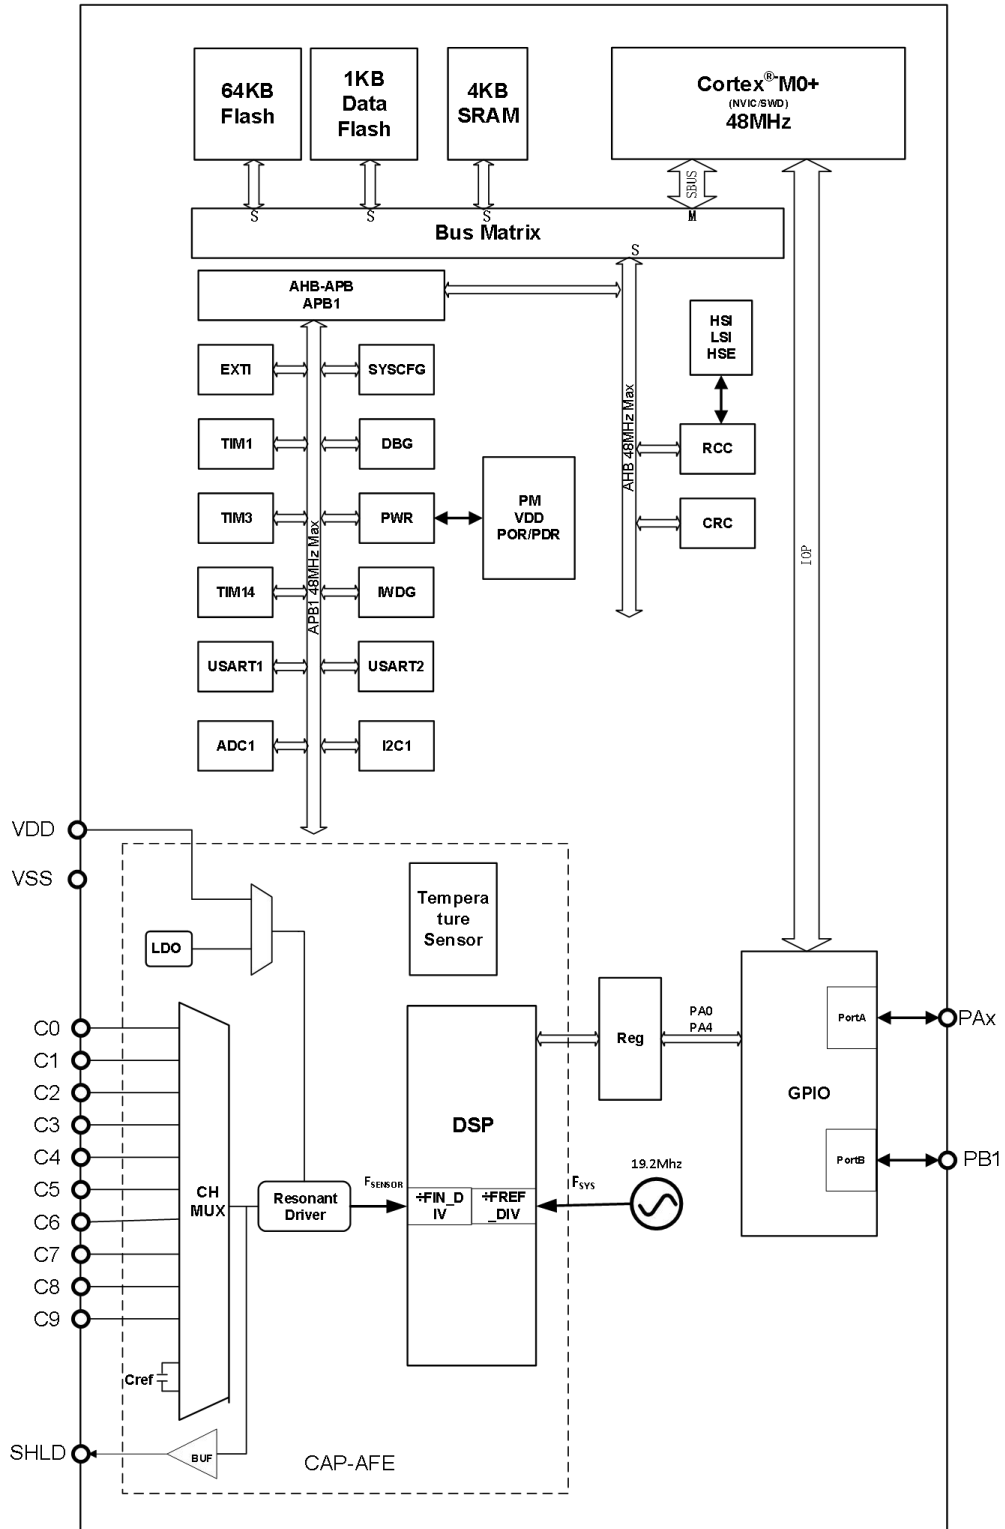 64KB
Flash
1KB
Data
Flash
4KB
SRAM
Cortex®-M0+
(NVIC/SWD)
48MHz
SBUS
S
S
S
M
Bus Matrix
S
AHB-APB
APB1
HSI
LSI
HSE
EXTI
SYSCFG
AHB 48MHz Max
TIM1
DBG
RCC
TIM3
PWR
PM
VDD
POR/PDR
CRC
IOP
APB1 48MHz Max
TIM14
IWDG
USART1
USART2
ADC1
I2C1
VDD
VSS
Tempera
ture
Sensor
LDO
C0
C1
C2
C3
C4
C5
C6
C7
C8
C9
CH
MUX
Cref
Resonant
Driver
FSENSOR
DSP
÷FIN_D
IV
÷FREF
_DIV
FSYS
19.2Mhz
Reg
PA0
PA4
GPIO
PortA
PAx
PortB
PB1
SHLD
BUF
CAP-AFE